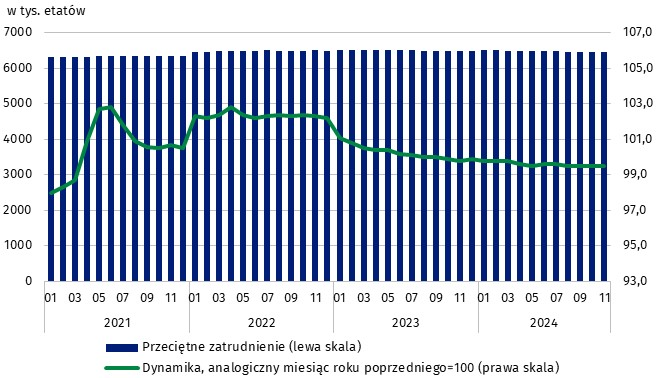 w tys. etatów
7000 107,0
6000 105,0
5000 103,0
4000 101,0
3000 99,0
2000 97,0
1000 95,0
0 93,0
01 03 05 07 09 11 01 03 05 07 09 11 01 03 05 07 09 11 01 03 05 07 09 11
2021 2022 2023 2024
Przeciętne zatrudnienie (lewa skala)
Dynamika, analogiczny miesiąc roku poprzedniego=100 (prawa skala)